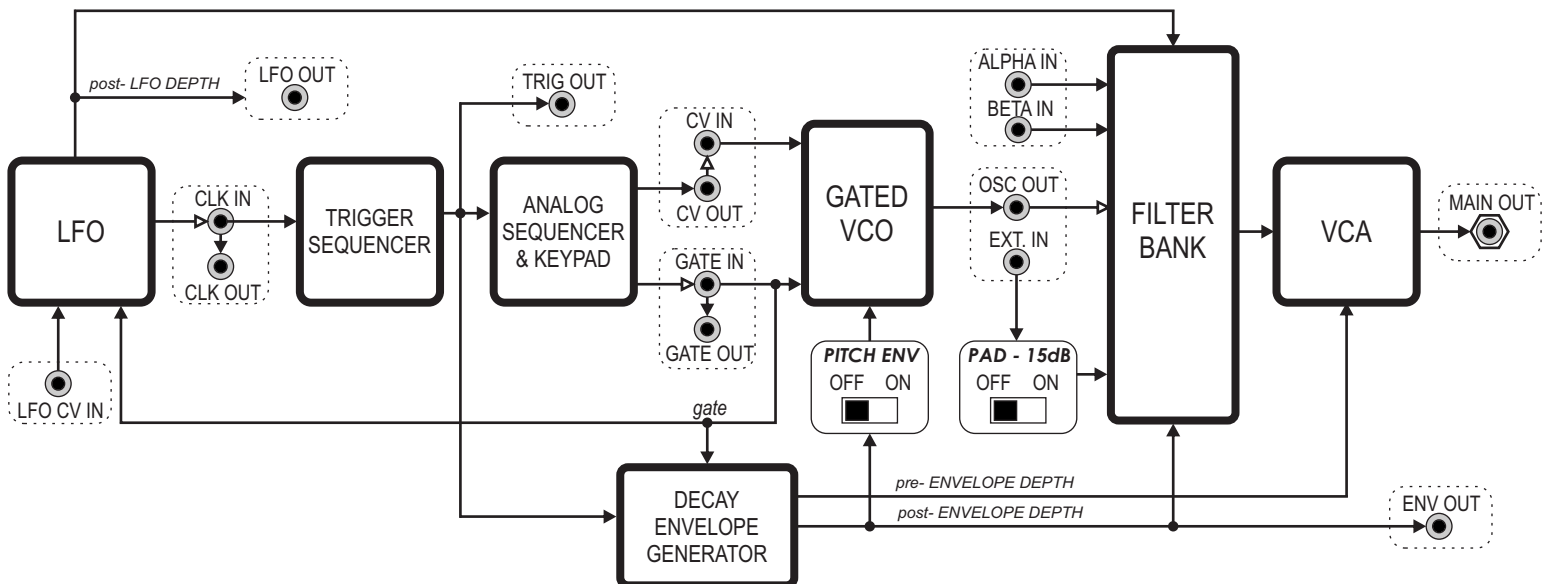 post- LFO DEPTH
LFO OUT
TRIG OUT
ALPHA IN
BETA IN
CV IN
CV OUT
CLK IN
CLK OUT
LFO
TRIGGER
SEQUENCER
ANALOG
SEQUENCER
& KEYPAD
GATE IN
GATE OUT
GATED
VCO
OSC OUT
EXT. IN
FILTER
BANK
VCA
MAIN OUT
LFO CV IN
gate
PITCH ENV
OFF ON
PAD - 15dB
OFF ON
DECAY
ENVELOPE
GENERATOR
pre- ENVELOPE DEPTH
post- ENVELOPE DEPTH
ENV OUT